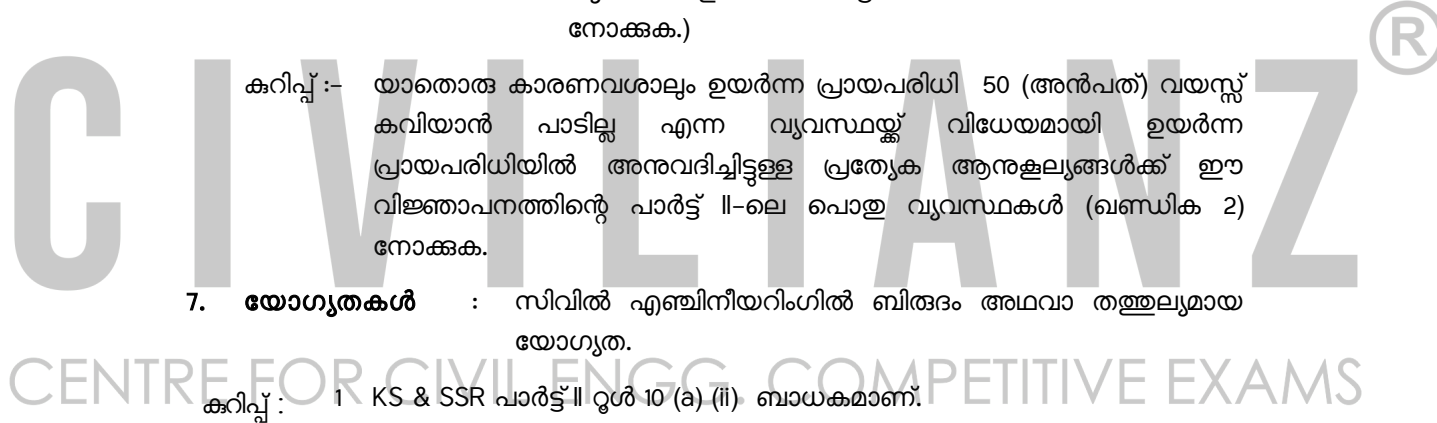 നോക്കുക.)
®
കുറിപ്പ് :– യാതൊരു കാരണവശാലും ഉയർന്ന പ്രായപരിധി 50 (അൻപത്) വയസ്സ്
കവിയാൻ പാടില്ല എന്ന വ്യവസ്ഥയ്ക്ക് വിധേയമായി ഉയർന്ന
പ്രായപരിധിയിൽ അനുവദിച്ചിട്ടുള്ള പ്രത്യേക ആനുകൂല്യങ്ങൾക്ക് ഈ
വിജ്ഞാപനത്തിന്റെ പാർട്ട് II–ലെ പൊതു വ്യവസ്ഥകൾ (ഖണ്ഡിക 2)
നോക്കുക.
CIVILIANZ
7. യോഗ്യതകൾ : സിവിൽ എഞ്ചിനീയറിംഗിൽ ബിരുദം അഥവാ തത്തുല്യമായ
യോഗ്യത.
CENTRE FOR CIVIL ENGG. COMPETITIVE EXAMS
കുറിപ്പ് : 1 KS & SSR പാർട്ട് II റൂൾ 10 (a) (ii) ബാധകമാണ്.